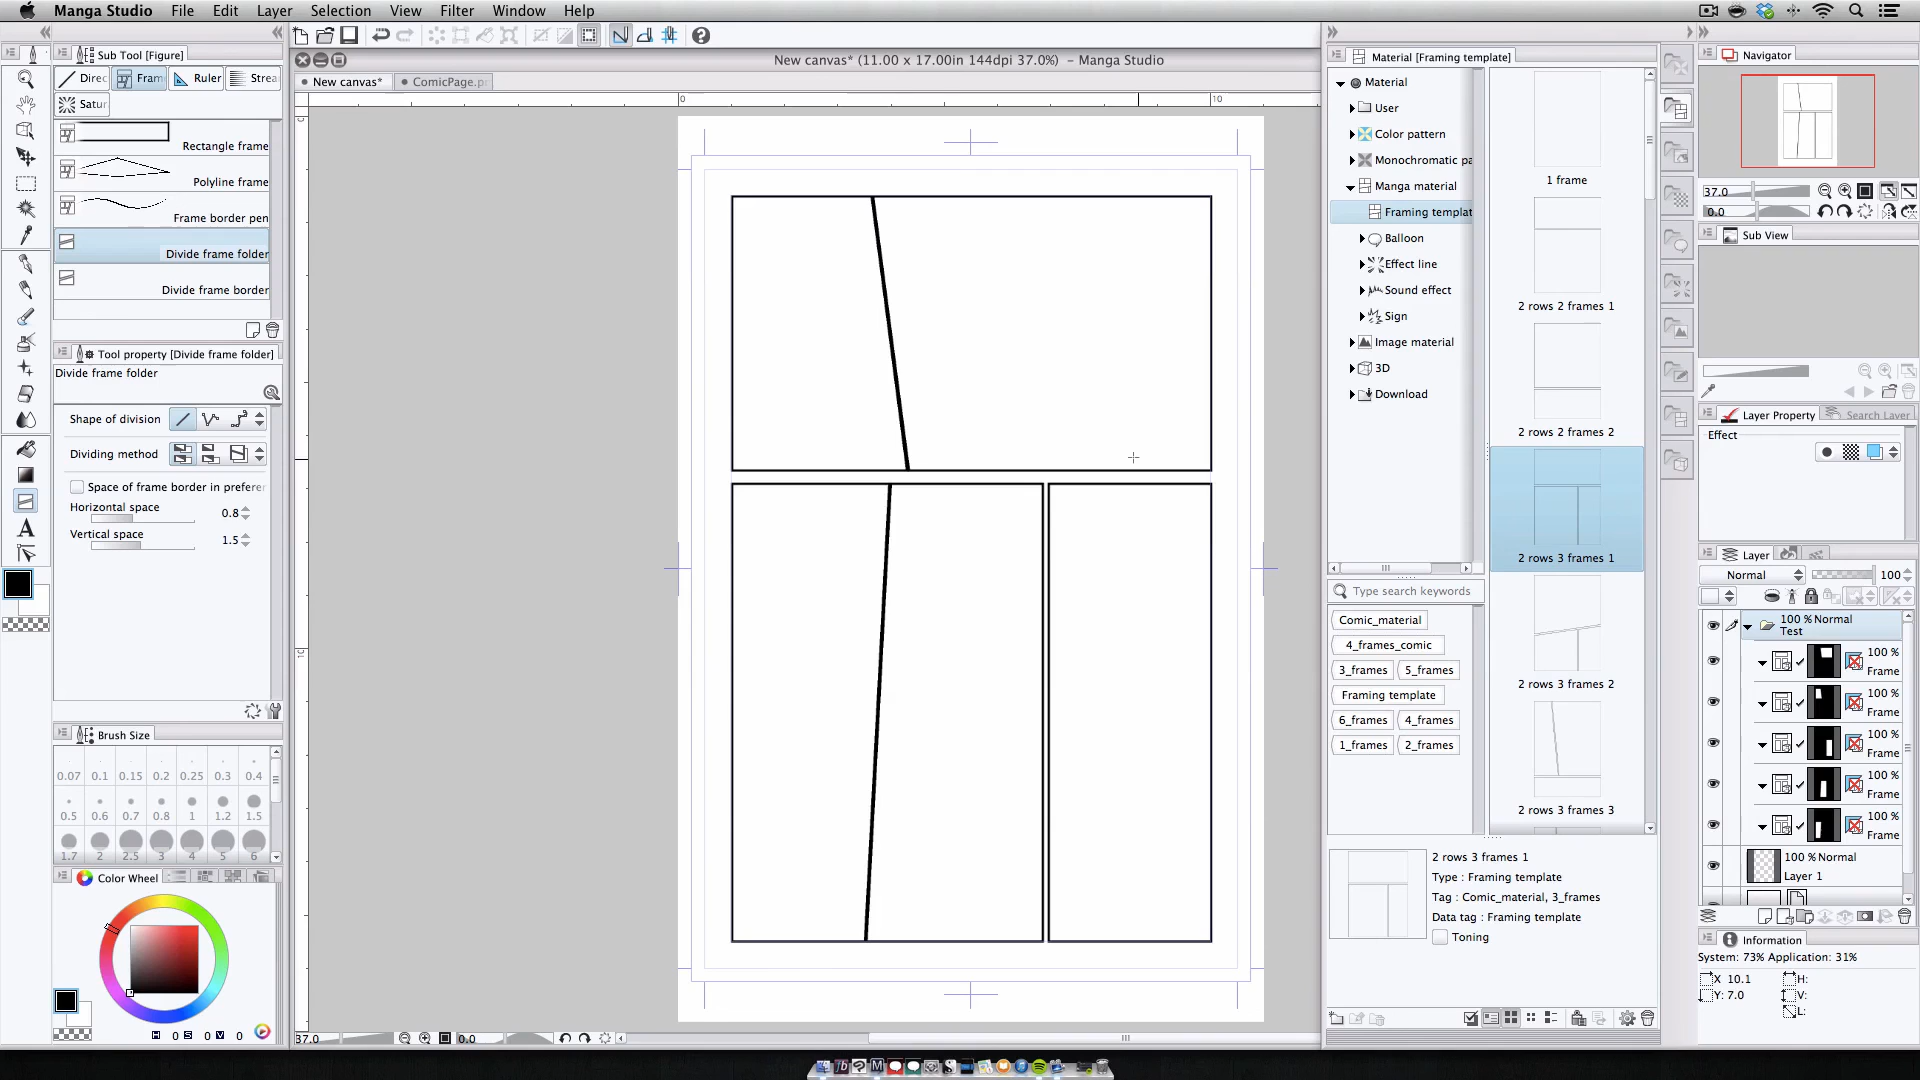 Manga Studio File Edit Layer Selection View Filter Window Help
New canvas* (11.00 x 17.00in 144dpi 37.0%) - Manga Studio
New canvas*
ComicPage.
0
10
Sub Tool [Figure]
Direc
Fram
Ruler
Strea
Satur
Rectangle frame
Polyline frame
Frame border pen
Divide frame folder
Divide frame border
Tool property [Divide frame folder]
Divide frame folder
Shape of division
Dividing method
Space of frame border in prefere
Horizontal space 0.8
Vertical space 1.5
Brush Size
0.07 0.1 0.15 0.2 0.25 0.3 0.4
0.5 0.6 0.7 0.8 1 1.2 1.5
1.7 2 2.5 3 4 5 6
Color Wheel
H 0 S 0 V 0
37.0
0.0
Material [Framing template]
Material
User
Color pattern
Monochromatic pa
Manga material
Framing templat
Balloon
Effect line
Sound effect
Sign
Image material
3D
Download
Type search keywords
Comic_material
4_frames_comic
3_frames 5_frames
Framing template
6_frames 4_frames
1_frames 2_frames
1 frame
2 rows 2 frames 1
2 rows 2 frames 2
2 rows 3 frames 1
2 rows 3 frames 2
2 rows 3 frames 3
2 rows 3 frames 1
Type : Framing template
Tag : Comic_material, 3_frames
Data tag : Framing template
Toning
Navigator
37.0
0.0
Sub View
Layer Property
Search Layer
Effect
Layer
Normal 100
100 % Normal
Test
100 %
Frame
100 %
Frame
100 %
Frame
100 %
Frame
100 %
Frame
100 % Normal
Layer 1
Information
System: 73% Application: 31%
X 10.1 H:
Y: 7.0 V:
L: